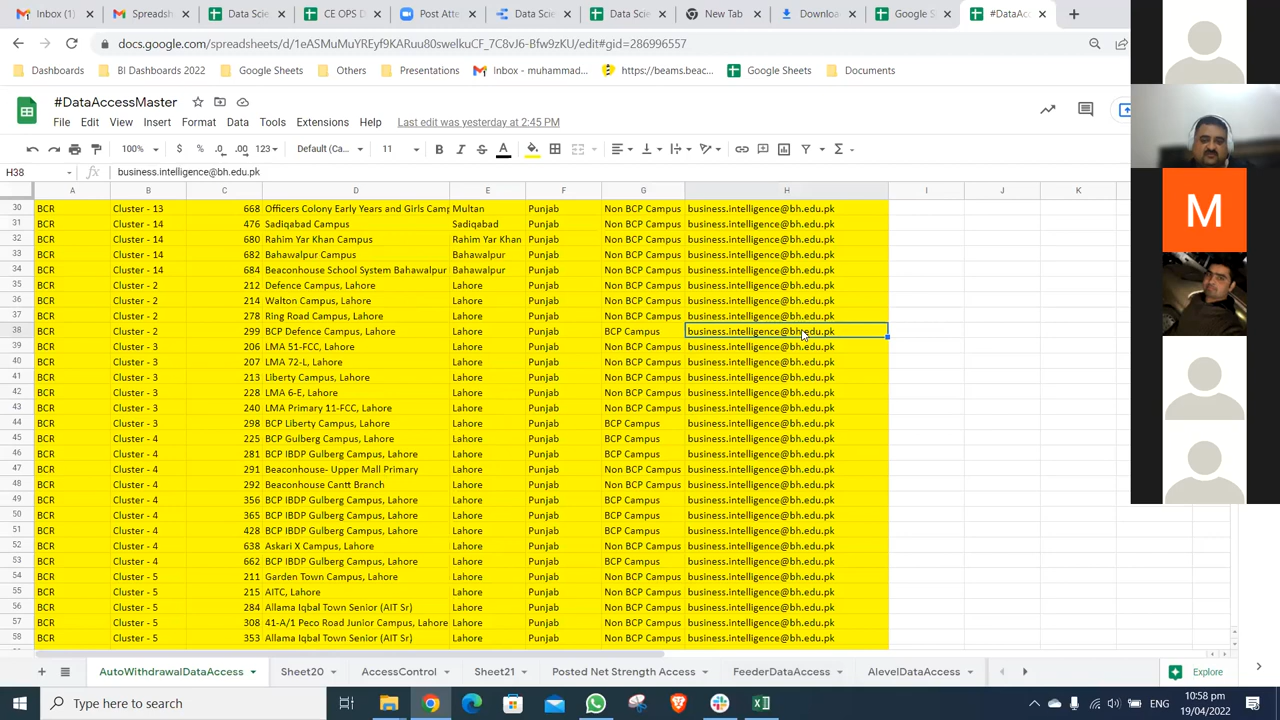 Inbox (1)
Spreadsh
Data Scie
CE OPS D
Post Atte
Data Scie
Data Scie
New Tab
Downloa
Google S
#DataAcc
docs.google.com/spreadsheets/d/1eASMuMuYREyf9KARuq0swelkuCF_7C8vJ6-Bfw9zKU/edit#gid=286996557
Dashboards
BI Dashboards 2022
Google Sheets
Others
Presentations
Inbox - muhammad...
https://beams.beac...
Google Sheets
Documents
#DataAccessMaster
File Edit View Insert Format Data Tools Extensions Help Last edit was yesterday at 2:45 PM
100% % .0 .00 123 Default (Ca... 11 B I S A
H38 fx business.intelligence@bh.edu.pk
A B C D E F G H I J K
30 BCR Cluster - 13 668 Officers Colony Early Years and Girls Camp Multan Punjab Non BCP Campus business.intelligence@bh.edu.pk
31 BCR Cluster - 14 476 Sadiqabad Campus Sadiqabad Punjab Non BCP Campus business.intelligence@bh.edu.pk
32 BCR Cluster - 14 680 Rahim Yar Khan Campus Rahim Yar Khan Punjab Non BCP Campus business.intelligence@bh.edu.pk
33 BCR Cluster - 14 682 Bahawalpur Campus Bahawalpur Punjab Non BCP Campus business.intelligence@bh.edu.pk
34 BCR Cluster - 14 684 Beaconhouse School System Bahawalpur Bahawalpur Punjab Non BCP Campus business.intelligence@bh.edu.pk
35 BCR Cluster - 2 212 Defence Campus, Lahore Lahore Punjab Non BCP Campus business.intelligence@bh.edu.pk
36 BCR Cluster - 2 214 Walton Campus, Lahore Lahore Punjab Non BCP Campus business.intelligence@bh.edu.pk
37 BCR Cluster - 2 278 Ring Road Campus, Lahore Lahore Punjab Non BCP Campus business.intelligence@bh.edu.pk
38 BCR Cluster - 2 299 BCP Defence Campus, Lahore Lahore Punjab BCP Campus business.intelligence@bh.edu.pk
39 BCR Cluster - 3 206 LMA 51-FCC, Lahore Lahore Punjab Non BCP Campus business.intelligence@bh.edu.pk
40 BCR Cluster - 3 207 LMA 72-L, Lahore Lahore Punjab Non BCP Campus business.intelligence@bh.edu.pk
41 BCR Cluster - 3 213 Liberty Campus, Lahore Lahore Punjab Non BCP Campus business.intelligence@bh.edu.pk
42 BCR Cluster - 3 228 LMA 6-E, Lahore Lahore Punjab Non BCP Campus business.intelligence@bh.edu.pk
43 BCR Cluster - 3 240 LMA Primary 11-FCC, Lahore Lahore Punjab Non BCP Campus business.intelligence@bh.edu.pk
44 BCR Cluster - 3 298 BCP Liberty Campus, Lahore Lahore Punjab BCP Campus business.intelligence@bh.edu.pk
45 BCR Cluster - 4 225 BCP Gulberg Campus, Lahore Lahore Punjab BCP Campus business.intelligence@bh.edu.pk
46 BCR Cluster - 4 281 BCP IBDP Gulberg Campus, Lahore Lahore Punjab BCP Campus business.intelligence@bh.edu.pk
47 BCR Cluster - 4 291 Beaconhouse- Upper Mall Primary Lahore Punjab Non BCP Campus business.intelligence@bh.edu.pk
48 BCR Cluster - 4 292 Beaconhouse Cantt Branch Lahore Punjab Non BCP Campus business.intelligence@bh.edu.pk
49 BCR Cluster - 4 356 BCP IBDP Gulberg Campus, Lahore Lahore Punjab BCP Campus business.intelligence@bh.edu.pk
50 BCR Cluster - 4 365 BCP IBDP Gulberg Campus, Lahore Lahore Punjab BCP Campus business.intelligence@bh.edu.pk
51 BCR Cluster - 4 428 BCP IBDP Gulberg Campus, Lahore Lahore Punjab BCP Campus business.intelligence@bh.edu.pk
52 BCR Cluster - 4 638 Askari X Campus, Lahore Lahore Punjab Non BCP Campus business.intelligence@bh.edu.pk
53 BCR Cluster - 4 662 BCP IBDP Gulberg Campus, Lahore Lahore Punjab BCP Campus business.intelligence@bh.edu.pk
54 BCR Cluster - 5 211 Garden Town Campus, Lahore Lahore Punjab Non BCP Campus business.intelligence@bh.edu.pk
55 BCR Cluster - 5 215 AITC, Lahore Lahore Punjab Non BCP Campus business.intelligence@bh.edu.pk
56 BCR Cluster - 5 284 Allama Iqbal Town Senior (AIT Sr) Lahore Punjab Non BCP Campus business.intelligence@bh.edu.pk
57 BCR Cluster - 5 308 41-A/1 Peco Road Junior Campus, Lahore Lahore Punjab Non BCP Campus business.intelligence@bh.edu.pk
58 BCR Cluster - 5 353 Allama Iqbal Town Senior (AIT Sr) Lahore Punjab Non BCP Campus business.intelligence@bh.edu.pk
AutoWithdrawalDataAccess Sheet20 AccessControl Sheet21 Posted Net Strength Access FeederDataAccess AlevelDataAccess Explore
Type here to search
ENG
10:58 pm
19/04/2022
M